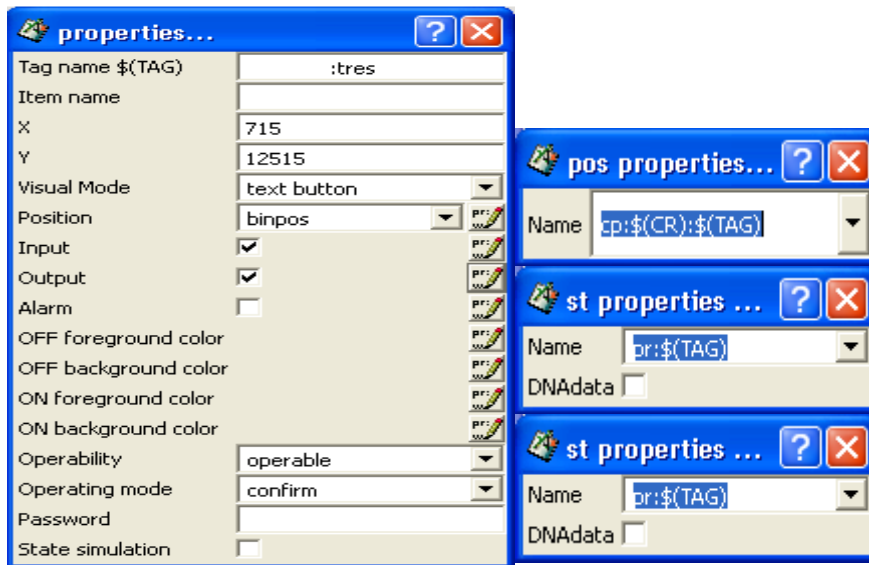 properties...
Tag name $(TAG) :tres
Item name
X 715
Y 12515
Visual Mode text button
Position binpos
Input
Output
Alarm
OFF foreground color
OFF background color
ON foreground color
ON background color
Operability operable
Operating mode confirm
Password
State simulation
pos properties...
Name cp:$(CR):$(TAG)
st properties ...
Name pr:$(TAG)
DNAdata
st properties ...
Name pr:$(TAG)
DNAdata